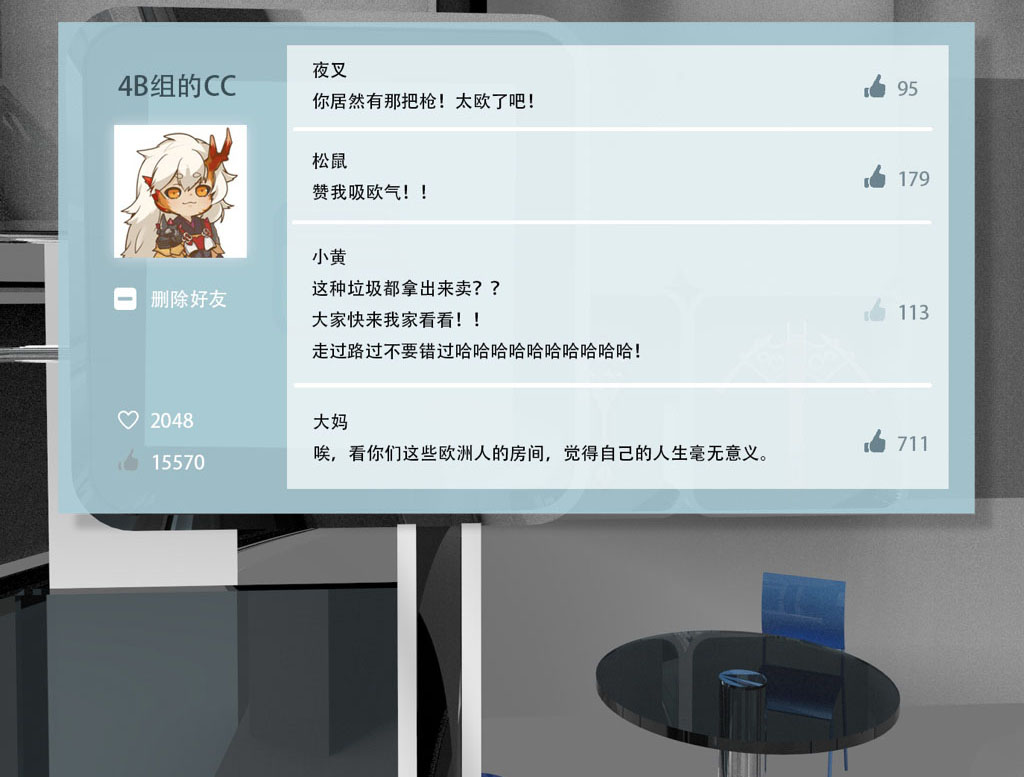 4B组的CC
删除好友
2048
15570
夜叉
你居然有那把枪！太欧了吧！
95
松鼠
赞我吸欧气！！
179
小黄
这种垃圾都拿出来卖？？
大家快来我家看看！！
走过路过不要错过哈哈哈哈哈哈哈哈哈哈！
113
大妈
唉，看你们这些欧洲人的房间，觉得自己的人生毫无意义。
711